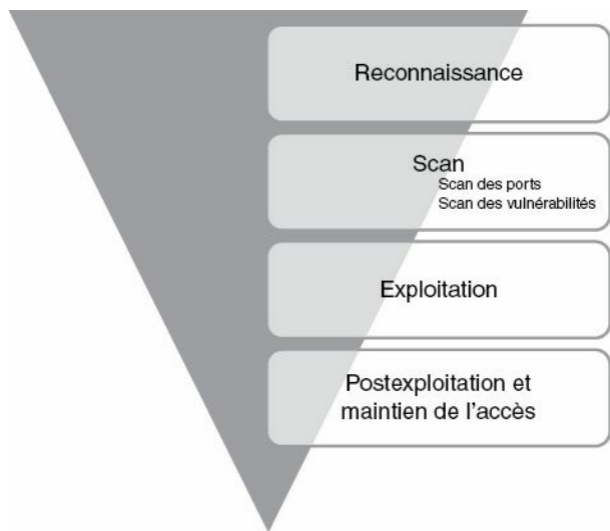 Reconnaissance
Scan
Scan des ports
Scan des vulnérabilités
Exploitation
Postexploitation et
maintien de l'accès